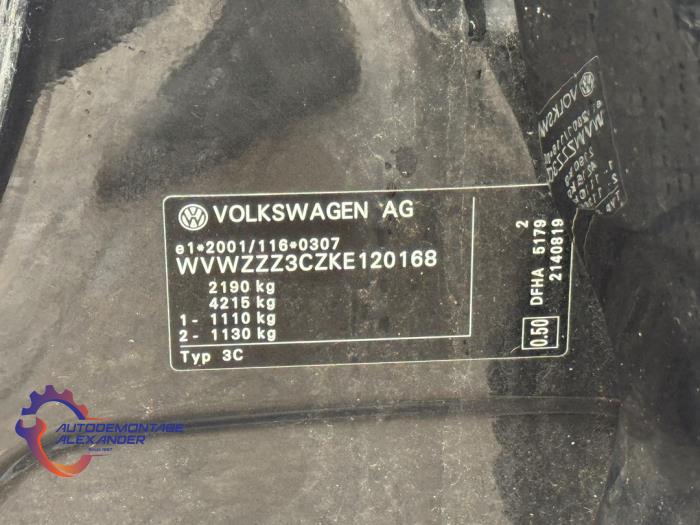 VOLKSWAGEN AG
e1*2001/116*0307
WVWZZZ3CZKE120168
2190 kg
4215 kg
1- 1110 kg
2- 1130 kg
Typ 3C
2
DFHA 5179
0.50 2140819
AUTODEMONTAGE
ALEXANDER